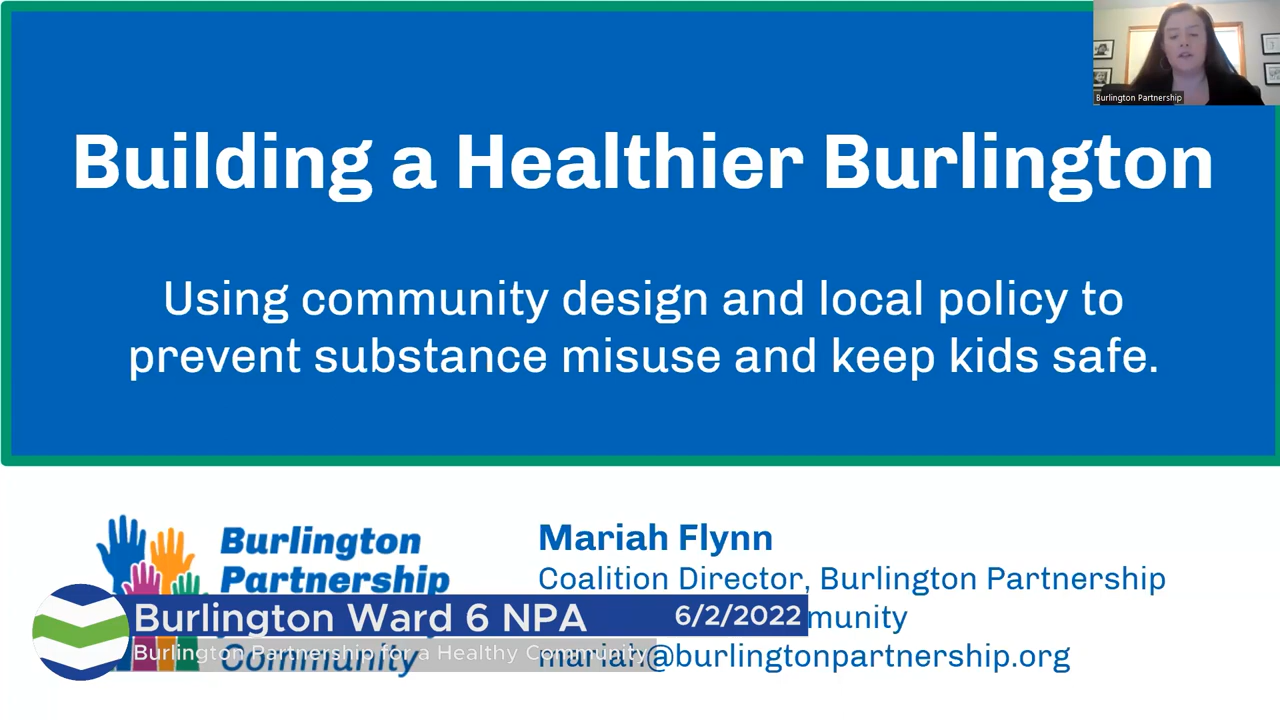 Burlington Partnership
Building a Healthier Burlington
Using community design and local policy to
prevent substance misuse and keep kids safe.
Burlington
Partnership
Community
Mariah Flynn
Coalition Director, Burlington Partnership
mmunity
mariah@burlingtonpartnership.org
Burlington Ward 6 NPA 6/2/2022
Burlington Partnership for a Healthy Community